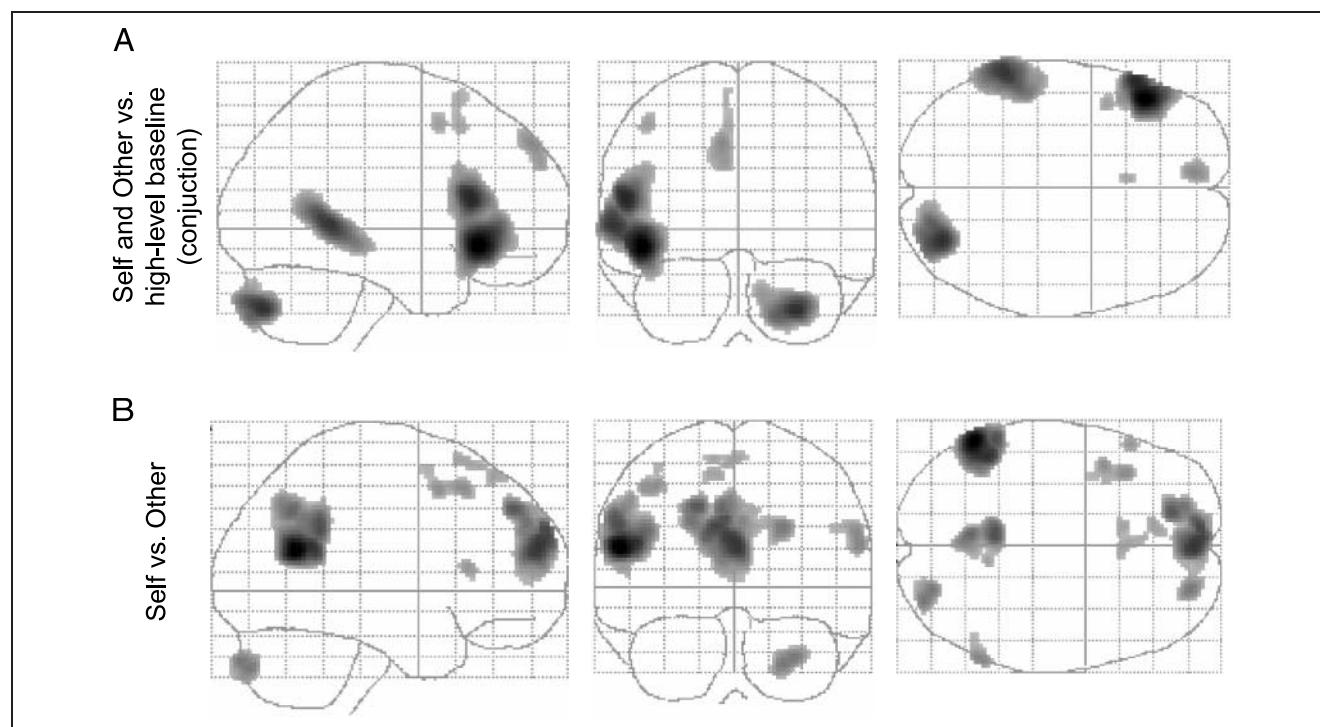 A
Self and Other vs.
high-level baseline
(conjuction)
B
Self vs. Other